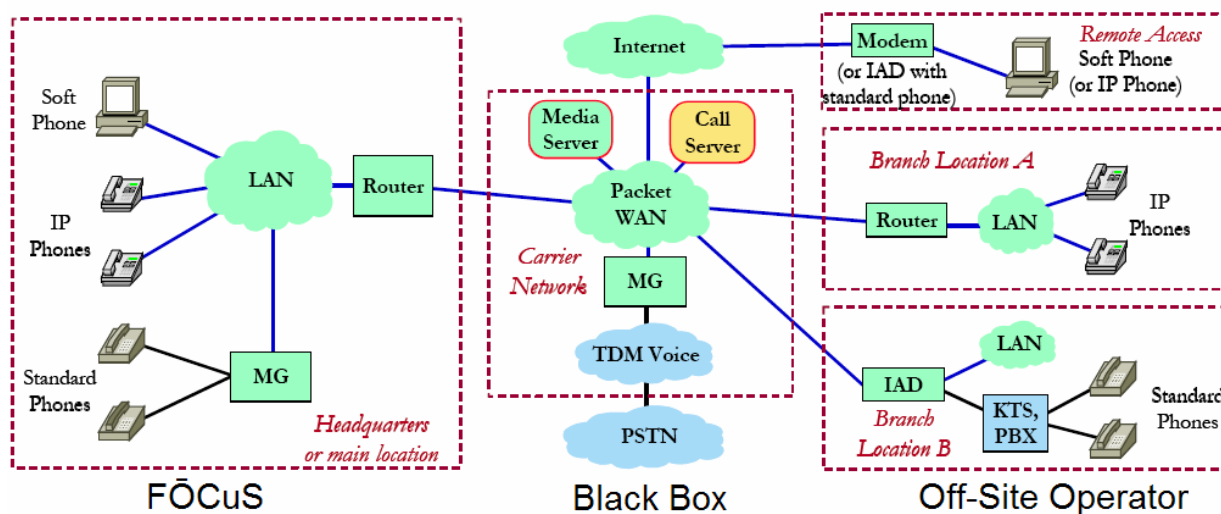 Soft
Phone
IP
Phones
Standard
Phones
LAN
Router
MG
Headquarters
or main location
FŌCuS
Internet
Media
Server
Call
Server
Packet
WAN
Carrier
Network
MG
TDM Voice
PSTN
Black Box
Modem
(or IAD with
standard phone)
Remote Access
Soft Phone
(or IP Phone)
Branch Location A
Router
LAN
IP
Phones
LAN
IAD
KTS,
PBX
Standard
Phones
Branch
Location B
Off-Site Operator